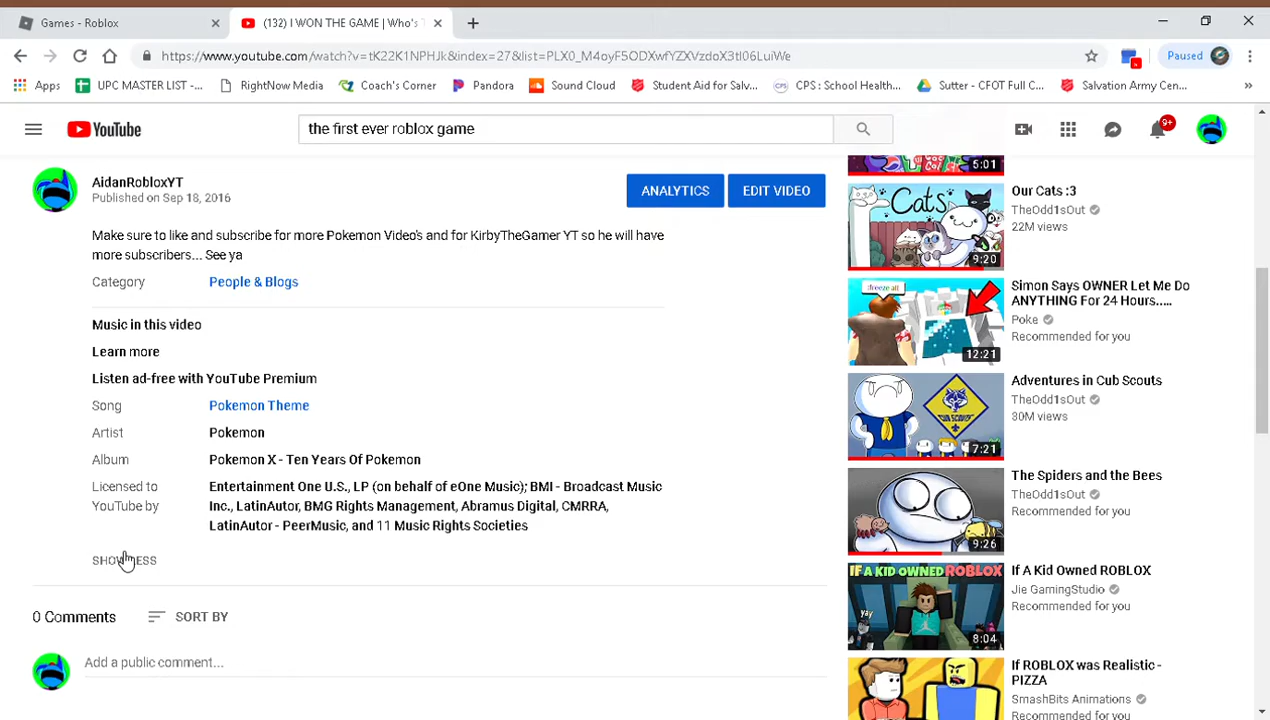 Games - Roblox
(132) I WON THE GAME | Who's T
https://www.youtube.com/watch?v=tK22K1NPHJk&index=27&list=PLX0_M4oyF5ODXwfYZXVzdoX3tl06LuiWe
Paused
Apps
UPC MASTER LIST -...
RightNow Media
Coach's Corner
Pandora
Sound Cloud
Student Aid for Salv...
CPS : School Health...
Sutter - CFOT Full C...
Salvation Army Cen...
YouTube
the first ever roblox game
9+
AidanRobloxYT
Published on Sep 18, 2016
ANALYTICS
EDIT VIDEO
Make sure to like and subscribe for more Pokemon Video's and for KirbyTheGamer YT so he will have
more subscribers... See ya
Category
People & Blogs
Music in this video
Learn more
Listen ad-free with YouTube Premium
Song
Pokemon Theme
Artist
Pokemon
Album
Pokemon X - Ten Years Of Pokemon
Licensed to
YouTube by
Entertainment One U.S., LP (on behalf of eOne Music); BMI - Broadcast Music
Inc., LatinAutor, BMG Rights Management, Abramus Digital, CMRRA,
LatinAutor - PeerMusic, and 11 Music Rights Societies
SHOW LESS
0 Comments
SORT BY
Add a public comment...
5:01
Cats
9:20
Our Cats :3
TheOdd1sOut
22M views
freeze all
12:21
Simon Says OWNER Let Me Do
ANYTHING For 24 Hours.....
Poke
Recommended for you
7:21
Adventures in Cub Scouts
TheOdd1sOut
30M views
9:26
The Spiders and the Bees
TheOdd1sOut
Recommended for you
IF A KID OWNED ROBLOX
yay
8:04
If A Kid Owned ROBLOX
Jie GamingStudio
Recommended for you
If ROBLOX was Realistic -
PIZZA
SmashBits Animations
Recommended for you